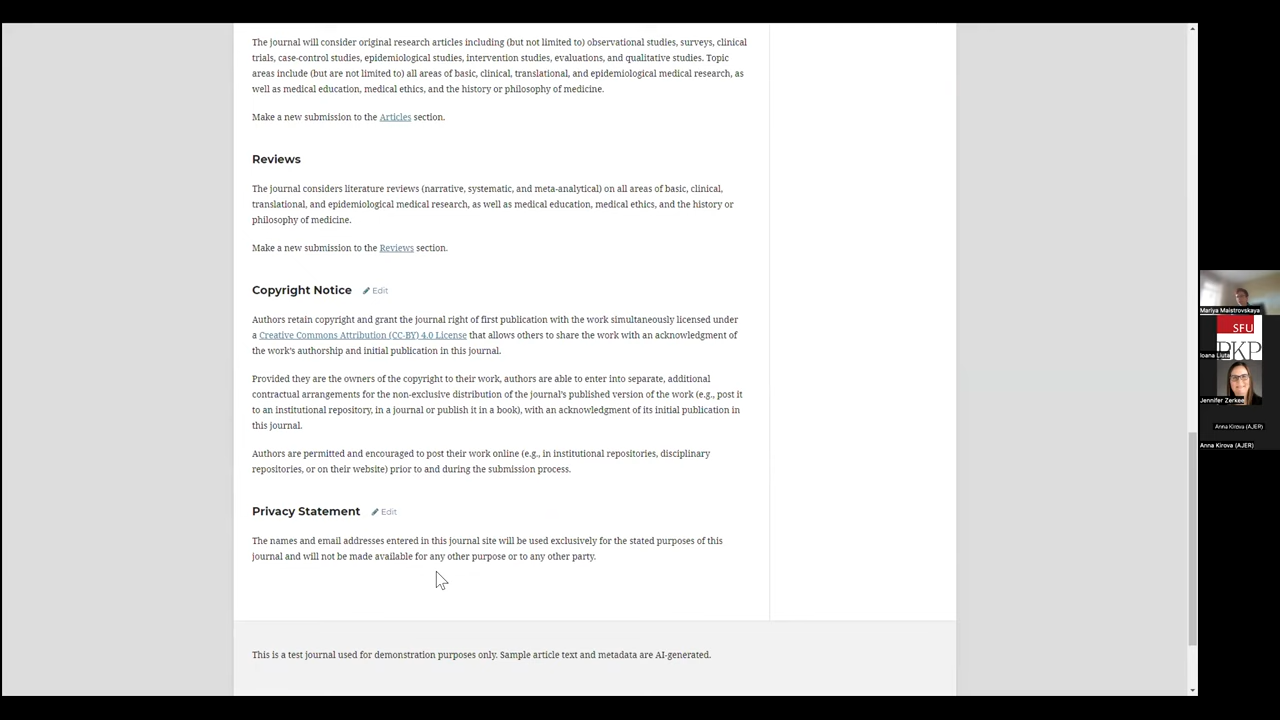 The journal will consider original research articles including (but not limited to) observational studies, surveys, clinical
trials, case-control studies, epidemiological studies, intervention studies, evaluations, and qualitative studies. Topic
areas include (but are not limited to) all areas of basic, clinical, translational, and epidemiological medical research, as
well as medical education, medical ethics, and the history or philosophy of medicine.
Make a new submission to the Articles section.
Reviews
The journal considers literature reviews (narrative, systematic, and meta-analytical) on all areas of basic, clinical,
translational, and epidemiological medical research, as well as medical education, medical ethics, and the history or
philosophy of medicine.
Make a new submission to the Reviews section.
Copyright Notice Edit
Authors retain copyright and grant the journal right of first publication with the work simultaneously licensed under
a Creative Commons Attribution (CC-BY) 4.0 License that allows others to share the work with an acknowledgment of
the work's authorship and initial publication in this journal.
Provided they are the owners of the copyright to their work, authors are able to enter into separate, additional
contractual arrangements for the non-exclusive distribution of the journal's published version of the work (e.g., post it
to an institutional repository, in a journal or publish it in a book), with an acknowledgment of its initial publication in
this journal.
Authors are permitted and encouraged to post their work online (e.g., in institutional repositories, disciplinary
repositories, or on their website) prior to and during the submission process.
Privacy Statement Edit
The names and email addresses entered in this journal site will be used exclusively for the stated purposes of this
journal and will not be made available for any other purpose or to any other party.
This is a test journal used for demonstration purposes only. Sample article text and metadata are AI-generated.
Mariya Maistrovskaya
SFU
PKP
Ioana Liuta
Jennifer Zerkee
Anna Kirova (AJER)
Anna Kirova (AJER)